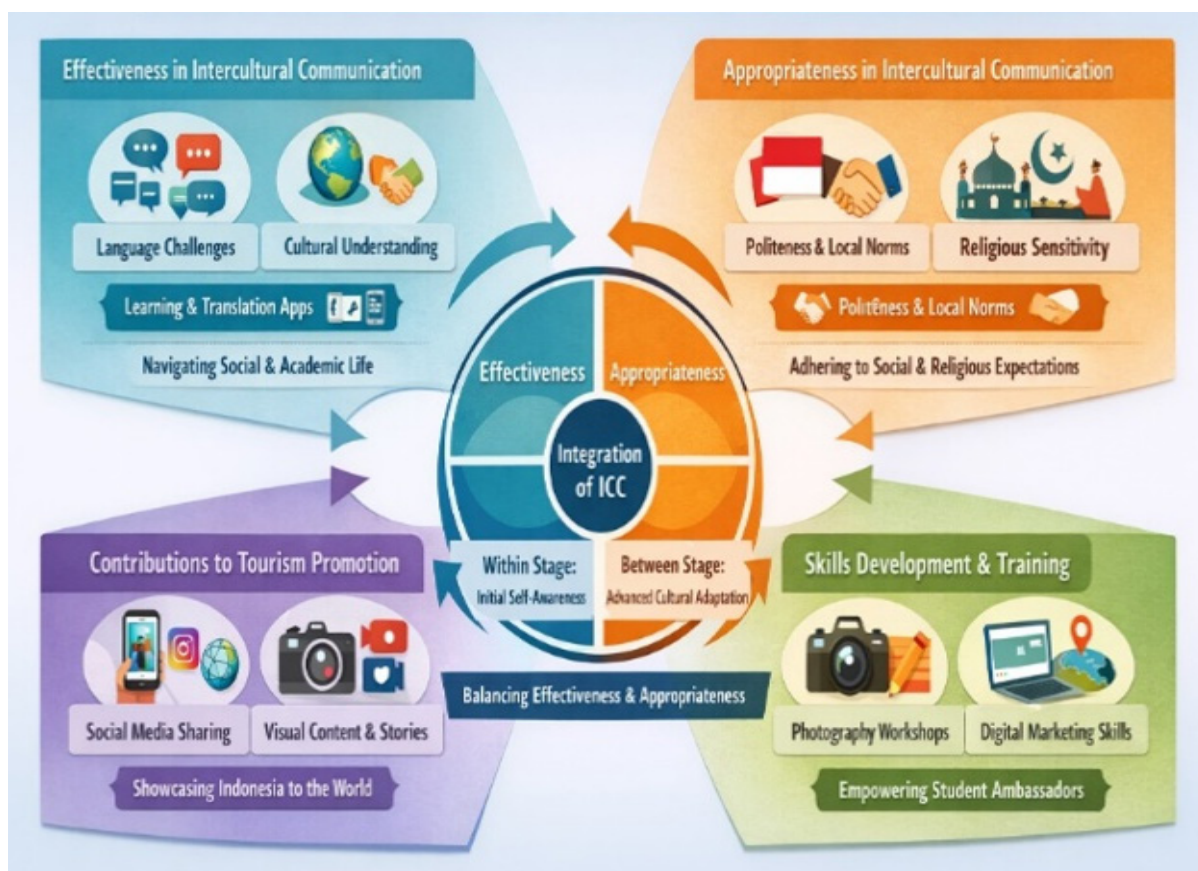 Effectiveness in Intercultural Communication
Language Challenges
Cultural Understanding
Learning & Translation Apps
Navigating Social & Academic Life
Appropriateness in Intercultural Communication
Politeness & Local Norms
Religious Sensitivity
Politeness & Local Norms
Adhering to Social & Religious Expectations
Effectiveness
Appropriateness
Integration
of ICC
Within Stage:
Initial Self-Awareness
Between Stage:
Advanced Cultural Adaptation
Balancing Effectiveness & Appropriateness
Contributions to Tourism Promotion
Social Media Sharing
Visual Content & Stories
Showcasing Indonesia to the World
Skills Development & Training
Photography Workshops
Digital Marketing Skills
Empowering Student Ambassadors